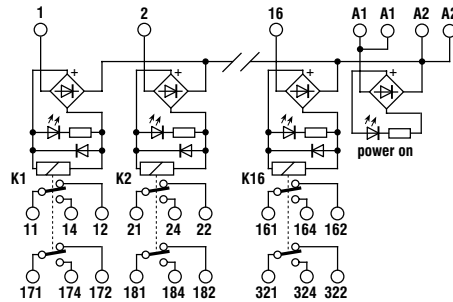 1 2 16 A1 A1 A2 A2
+ + + +
power on
K1 K2 K16
11 14 12 21 24 22 161 164 162
171 174 172 181 184 182 321 324 322